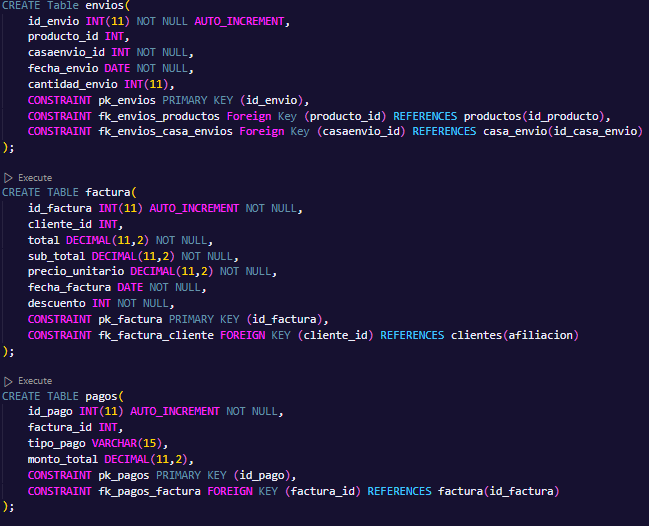 CREATE Table envios(
id_envio INT(11) NOT NULL AUTO_INCREMENT,
producto_id INT,
casaenvio_id INT NOT NULL,
fecha_envio DATE NOT NULL,
cantidad_envio INT(11),
CONSTRAINT pk_envios PRIMARY KEY (id_envio),
CONSTRAINT fk_envios_productos Foreign Key (producto_id) REFERENCES productos(id_producto),
CONSTRAINT fk_envios_casa_envios Foreign Key (casaenvio_id) REFERENCES casa_envio(id_casa_envio)
);
Execute
CREATE TABLE factura(
id_factura INT(11) AUTO_INCREMENT NOT NULL,
cliente_id INT,
total DECIMAL(11,2) NOT NULL,
sub_total DECIMAL(11,2) NOT NULL,
precio_unitario DECIMAL(11,2) NOT NULL,
fecha_factura DATE NOT NULL,
descuento INT NOT NULL,
CONSTRAINT pk_factura PRIMARY KEY (id_factura),
CONSTRAINT fk_factura_cliente FOREIGN KEY (cliente_id) REFERENCES clientes(afiliacion)
);
Execute
CREATE TABLE pagos(
id_pago INT(11) AUTO_INCREMENT NOT NULL,
factura_id INT,
tipo_pago VARCHAR(15),
monto_total DECIMAL(11,2),
CONSTRAINT pk_pagos PRIMARY KEY (id_pago),
CONSTRAINT fk_pagos_factura FOREIGN KEY (factura_id) REFERENCES factura(id_factura)
);